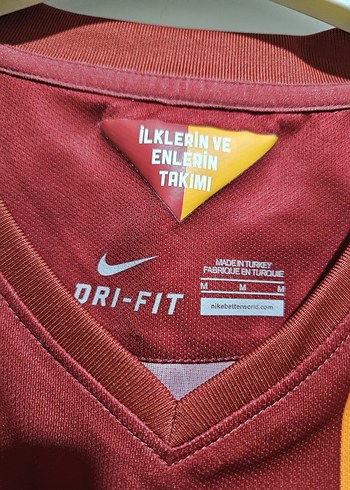 İLKLERİN VE
ENLERİN
TAKIMI
MADE IN TURKEY
FABRIQUE EN TURQUIE
M M M
DRI-FIT
nikebetterworld.com